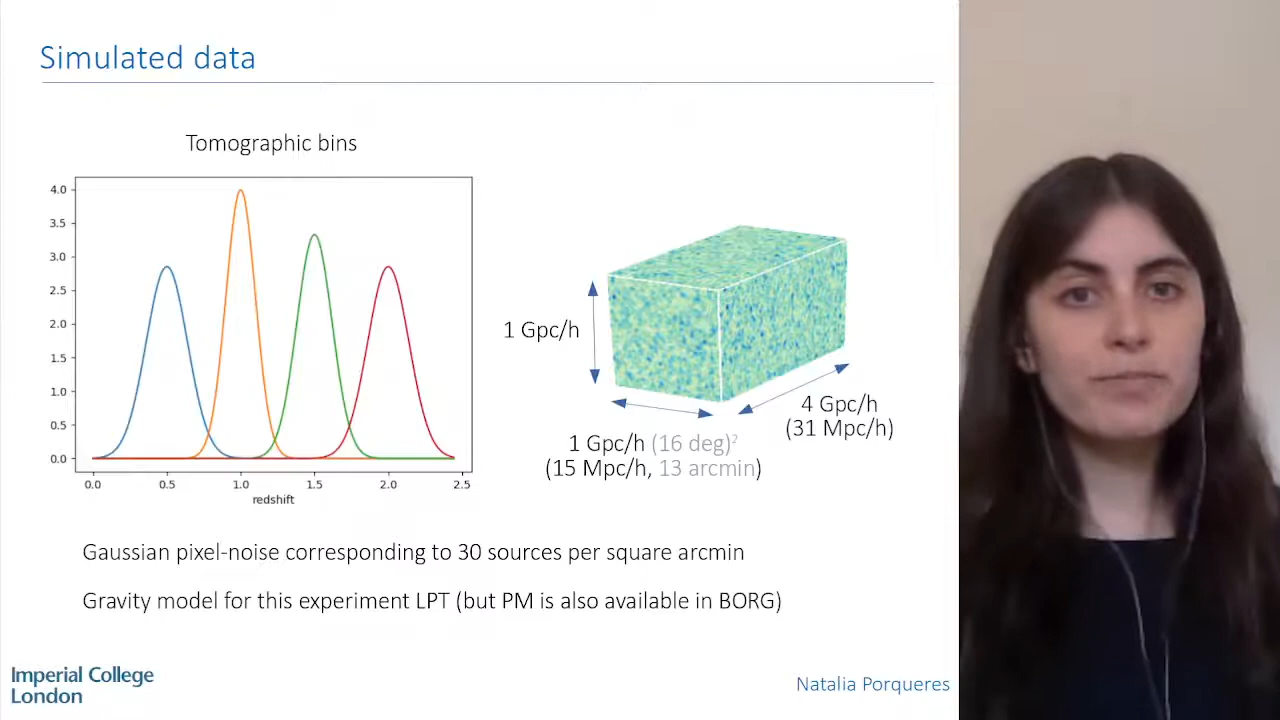 Simulated data
Tomographic bins
4.0
3.5
3.0
2.5
2.0
1.5
1.0
0.5
0.0
0.0 0.5 1.0 1.5 2.0 2.5
redshift
1 Gpc/h
4 Gpc/h
(31 Mpc/h)
1 Gpc/h (16 deg)²
(15 Mpc/h, 13 arcmin)
Gaussian pixel-noise corresponding to 30 sources per square arcmin
Gravity model for this experiment LPT (but PM is also available in BORG)
Imperial College
London
Natalia Porqueres